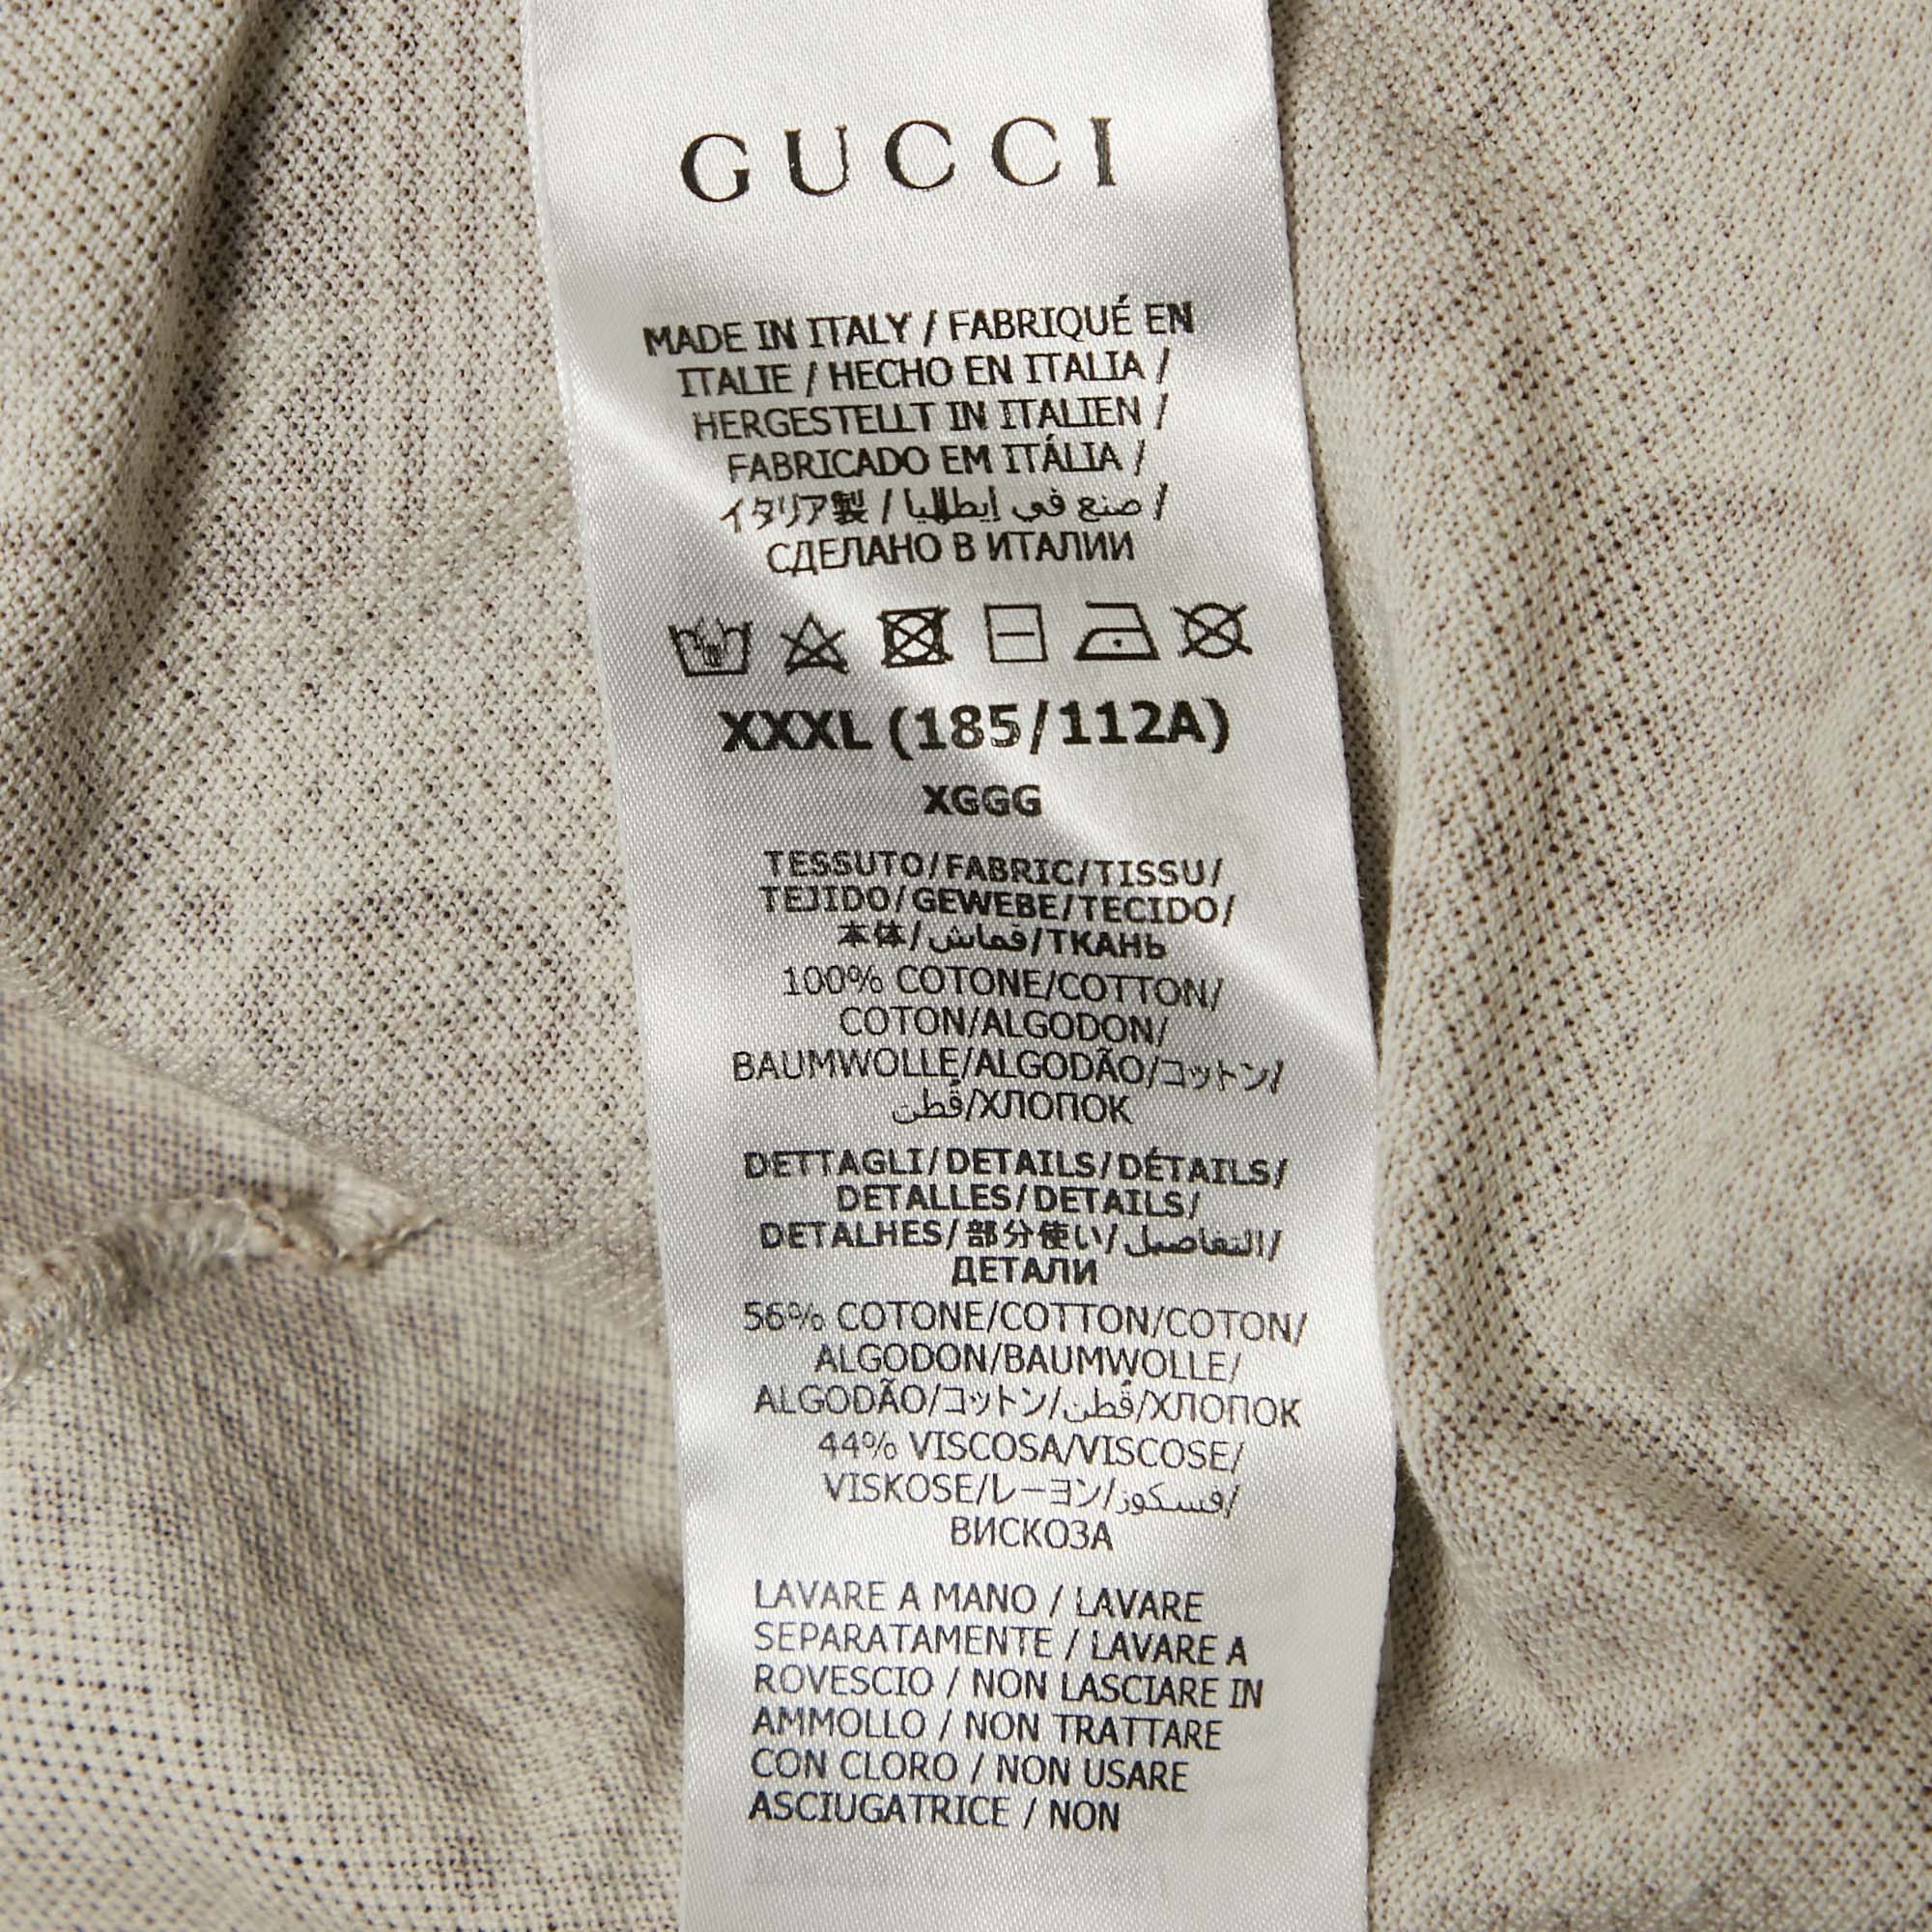 GUCCI
MADE IN ITALY / FABRIQUÉ EN
ITALIE / HECHO EN ITALIA /
HERGESTELLT IN ITALIEN /
FABRICADO EM ITÁLIA /
イタリア製 / صنع في إيطاليا /
СДЕЛАНО В ИТАЛИИ
XXXL (185/112A)
XGGG
TESSUTO/FABRIC/TISSU/
TEJIDO/GEWEBE/TECIDO/
本体/قماش/ТКАНЬ
100% COTONE/COTTON/
COTON/ALGODON/
BAUMWOLLE/ALGODÃO/コットン/
قُطن/ХЛОПОК
DETTAGLI/DETAILS/DÉTAILS/
DETALLES/DETAILS/
DETALHES/部分使い/التفاصيل/
ДЕТАЛИ
56% COTONE/COTTON/COTON/
ALGODON/BAUMWOLLE/
ALGODÃO/コットン/قُطن/ХЛОПОК
44% VISCOSA/VISCOSE/
VISKOSE/レーヨン/فسكوز/
ВИСКОЗА
LAVARE A MANO / LAVARE
SEPARATAMENTE / LAVARE A
ROVESCIO / NON LASCIARE IN
AMMOLLO / NON TRATTARE
CON CLORO / NON USARE
ASCIUGATRICE / NON